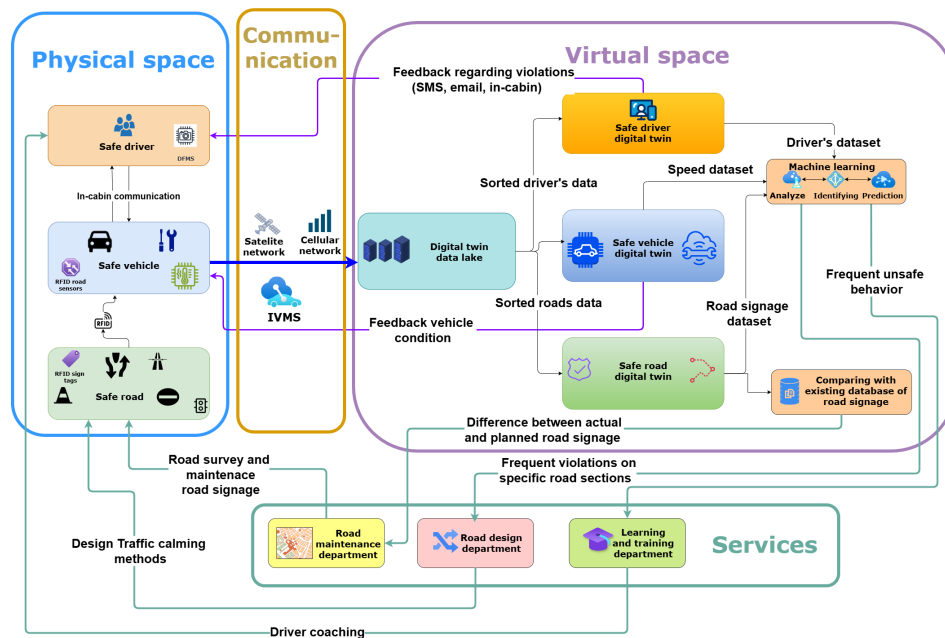 Physical space
Commu-
nication
Virtual space
Feedback regarding violations
(SMS, email, in-cabin)
Safe driver
DFMS
Safe driver
digital twin
Driver's dataset
Machine learning
Analyze
Identifying
Prediction
Speed dataset
Sorted driver's data
In-cabin communication
Satelite
network
Cellular
network
Digital twin
data lake
Safe vehicle
digital twin
Safe vehicle
RFID road
sensors
IVMS
Frequent unsafe
behavior
Sorted roads data
Road signage
dataset
Feedback vehicle
condition
RFID
RFID sign
tags
Safe road
Safe road
digital twin
Comparing with
existing database of
road signage
Difference between actual
and planned road signage
Road survey and
maintenace
road signage
Frequent violations on
specific road sections
Design Traffic calming
methods
Road
maintenance
department
Road design
department
Learning
and training
department
Services
Driver coaching